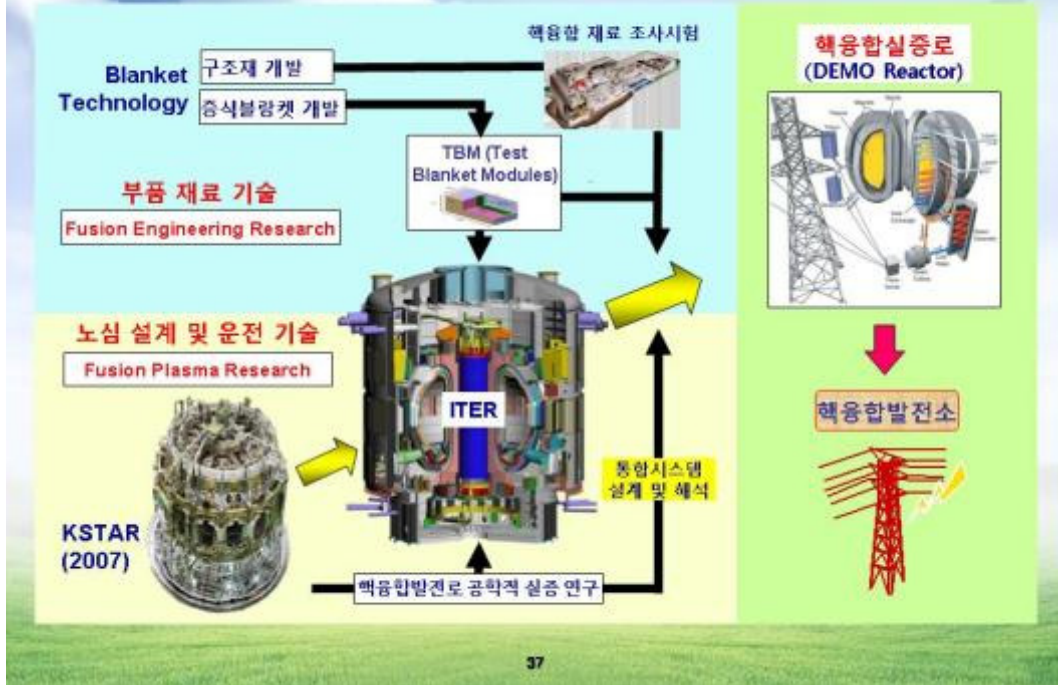 핵융합 재료 조사시험
Blanket
Technology
구조재 개발
증식블랑켓 개발
TBM (Test
Blanket Modules)
부품 재료 기술
Fusion Engineering Research
노심 설계 및 운전 기술
Fusion Plasma Research
ITER
KSTAR
(2007)
통합시스템
설계 및 해석
핵융합발전로 공학적 실증 연구
핵융합실증로
(DEMO Reactor)
핵융합발전소
37